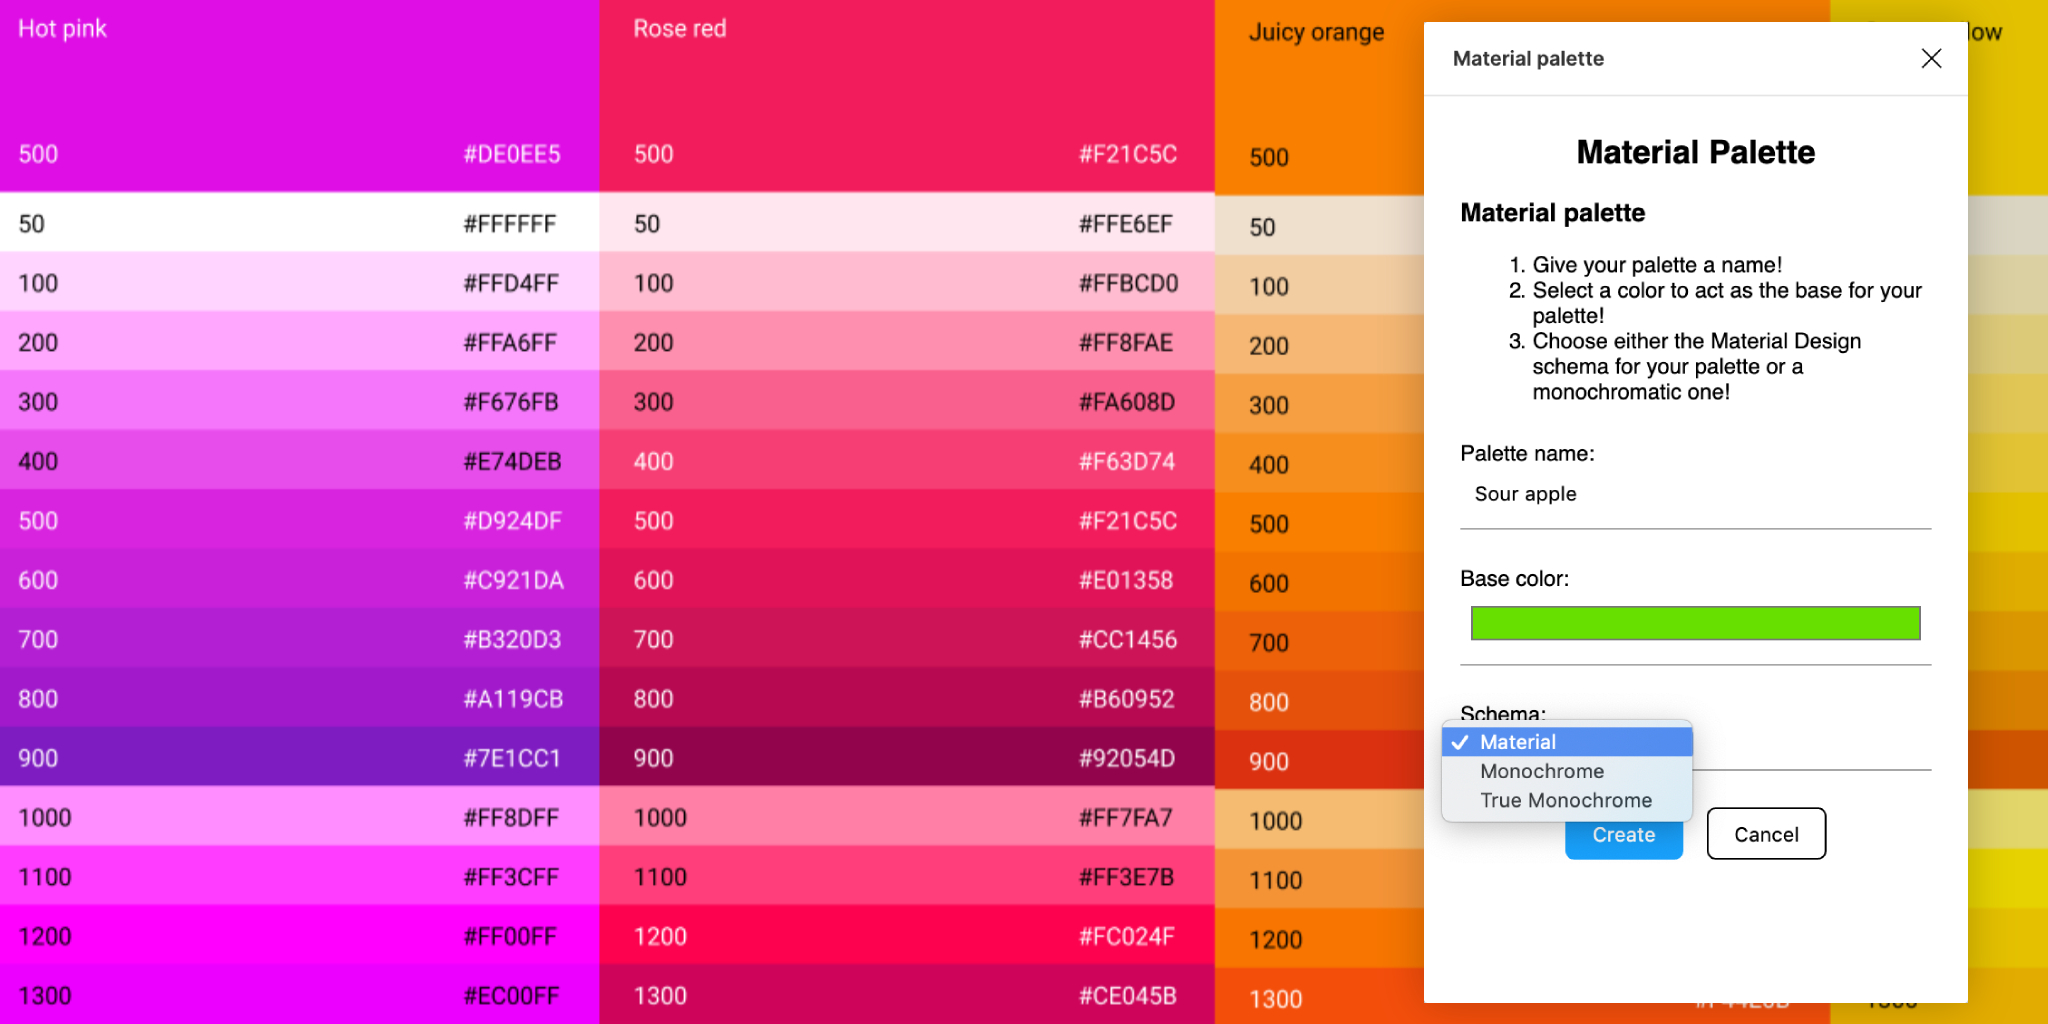 Hot pink
500 #DE0EE5
50 #FFFFFF
100 #FFD4FF
200 #FFA6FF
300 #F676FB
400 #E74DEB
500 #D924DF
600 #C921DA
700 #B320D3
800 #A119CB
900 #7E1CC1
1000 #FF8DFF
1100 #FF3CFF
1200 #FF00FF
1300 #EC00FF
Rose red
500 #F21C5C
50 #FFE6EF
100 #FFBCD0
200 #FF8FAE
300 #FA608D
400 #F63D74
500 #F21C5C
600 #E01358
700 #CC1456
800 #B60952
900 #92054D
1000 #FF7FA7
1100 #FF3E7B
1200 #FC024F
1300 #CE045B
Juicy orange
500
50
100
200
300
400
500
600
700
800
900
1000
1100
1200
1300
Material palette
Material Palette
Material palette
1. Give your palette a name!
2. Select a color to act as the base for your
palette!
3. Choose either the Material Design
schema for your palette or a
monochromatic one!
Palette name:
Sour apple
Base color:
Schema:
✓ Material
Monochrome
True Monochrome
Create
Cancel